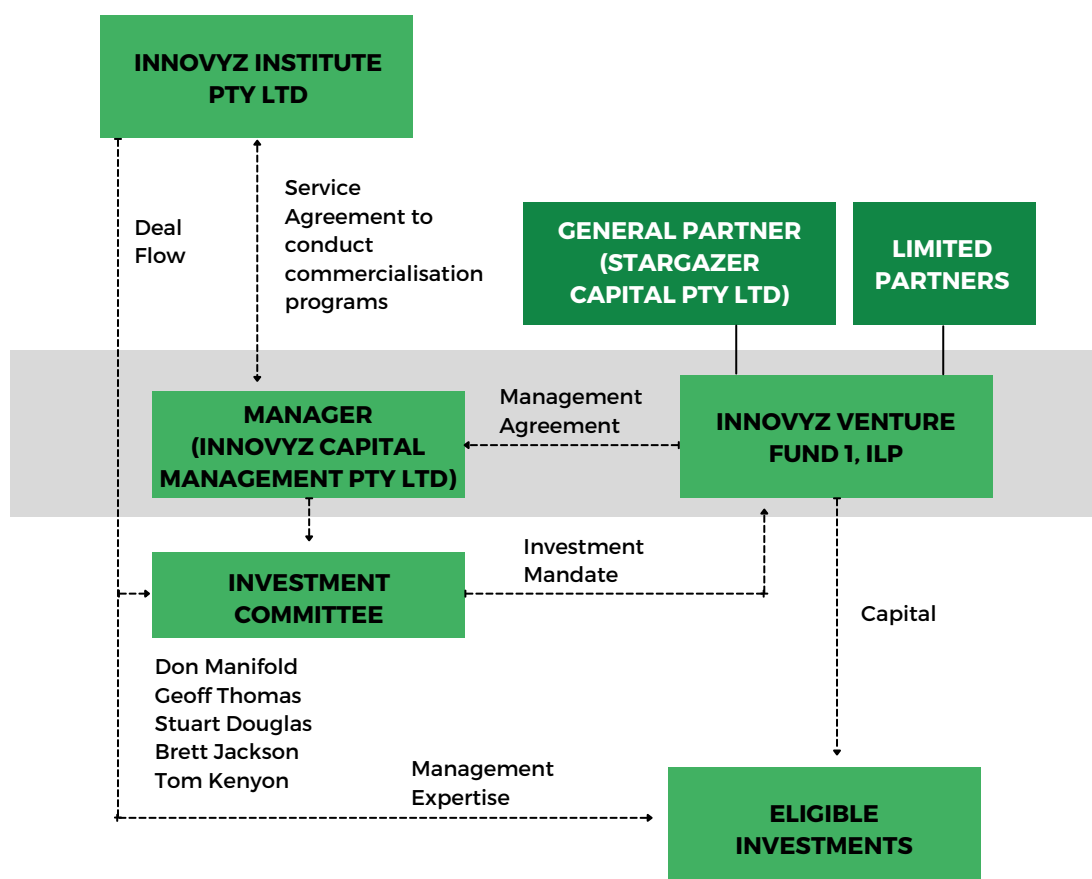 INNOVYZ INSTITUTE
PTY LTD
Deal
Flow
Service
Agreement to
conduct
commercialisation
programs
GENERAL PARTNER
(STARGAZER
CAPITAL PTY LTD)
LIMITED
PARTNERS
MANAGER
(INNOVYZ CAPITAL
MANAGEMENT PTY LTD)
Management
Agreement
INNOVYZ VENTURE
FUND 1, ILP
INVESTMENT
COMMITTEE
Investment
Mandate
Capital
Don Manifold
Geoff Thomas
Stuart Douglas
Brett Jackson
Tom Kenyon
Management
Expertise
ELIGIBLE
INVESTMENTS